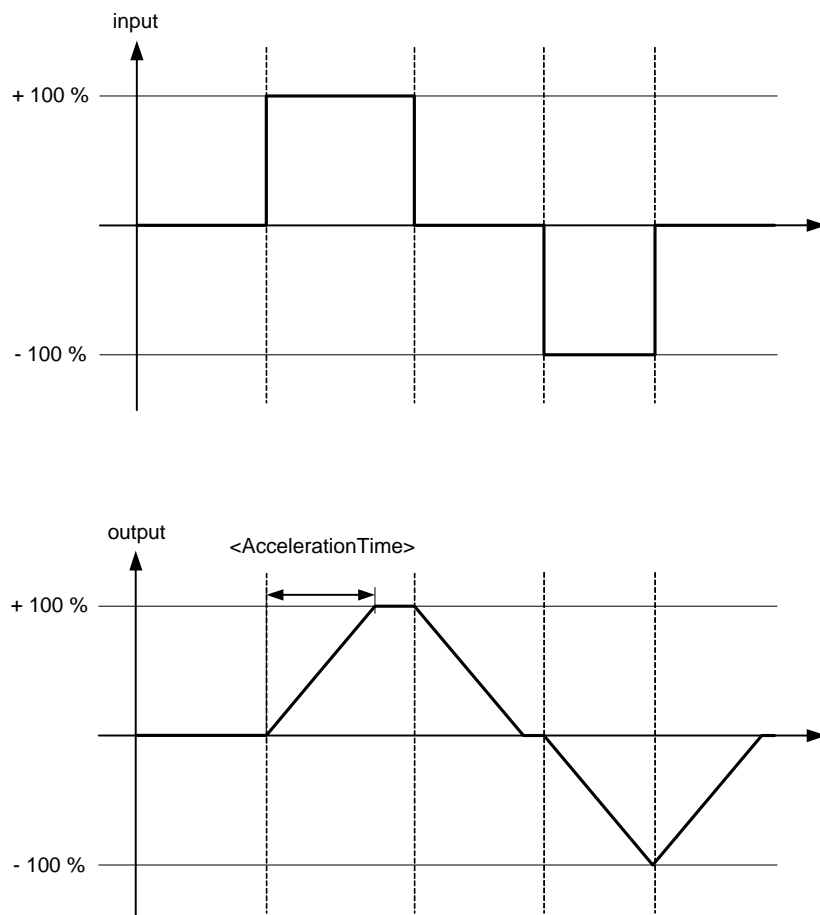 input
+ 100 %
- 100 %
output
<AccelerationTime>
+ 100 %
- 100 %